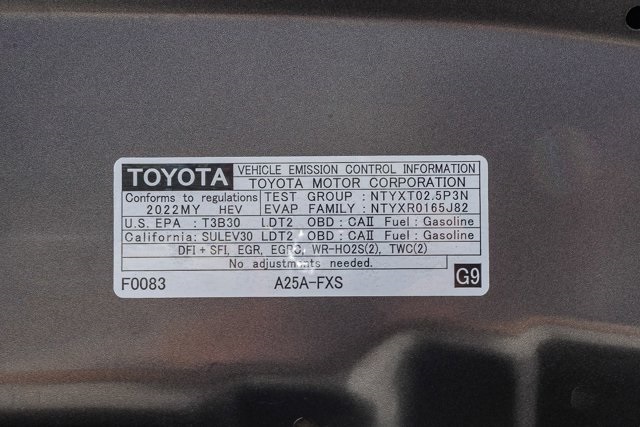 TOYOTA VEHICLE EMISSION CONTROL INFORMATION
TOYOTA MOTOR CORPORATION
Conforms to regulations TEST GROUP : NTYXT02.5P3N
2022MY HEV EVAP FAMILY : NTYXR0165J82
U.S. EPA : T3B30 LDT2 OBD : CAII Fuel : Gasoline
California: SULEV30 LDT2 OBD : CAII Fuel : Gasoline
DFI + SFI, EGR, EGRC, WR-HO2S(2), TWC(2)
No adjustments needed.
F0083 A25A-FXS G9